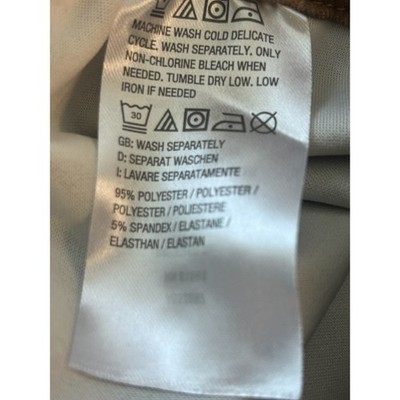 MACHINE WASH COLD DELICATE
CYCLE. WASH SEPARATELY. ONLY
NON-CHLORINE BLEACH WHEN
NEEDED. TUMBLE DRY LOW. LOW
IRON IF NEEDED
30
GB: WASH SEPARATELY
D: SEPARAT WASCHEN
I: LAVARE SEPARATAMENTE
95% POLYESTER / POLYESTER /
POLYESTER / POLIESTERE
5% SPANDEX / ELASTANE /
ELASTHAN / ELASTAN